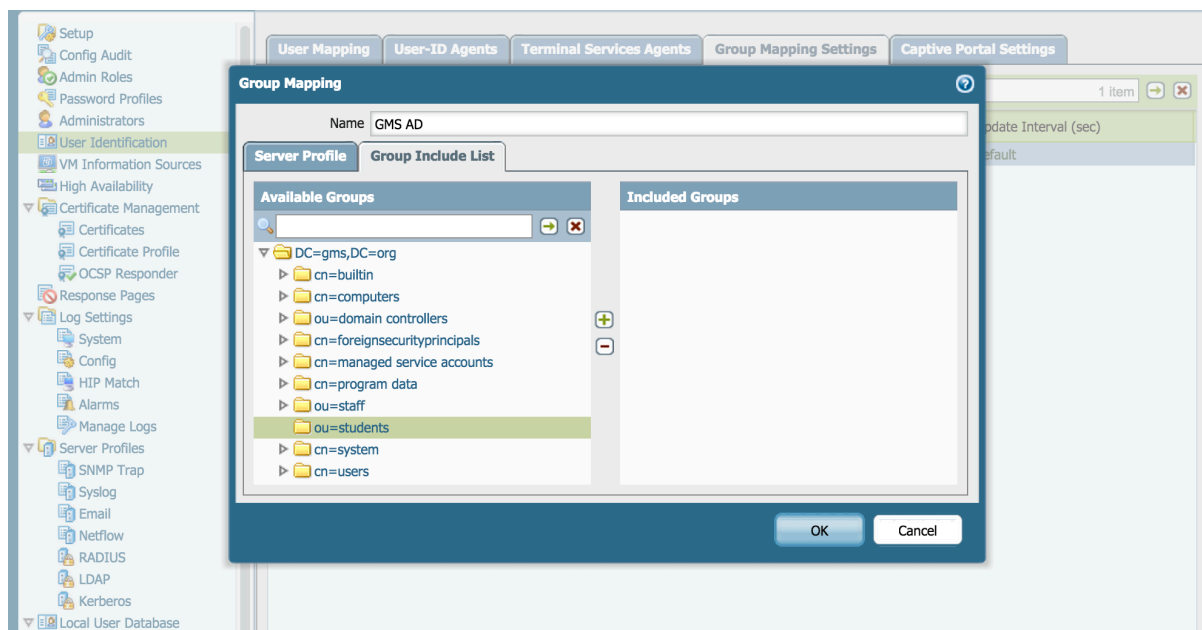 Setup
Config Audit
Admin Roles
Password Profiles
Administrators
User Identification
VM Information Sources
High Availability
Certificate Management
Certificates
Certificate Profile
OCSP Responder
Response Pages
Log Settings
System
Config
HIP Match
Alarms
Manage Logs
Server Profiles
SNMP Trap
Syslog
Email
Netflow
RADIUS
LDAP
Kerberos
Local User Database
User Mapping
User-ID Agents
Terminal Services Agents
Group Mapping Settings
Captive Portal Settings
1 item
pdate Interval (sec)
efault
Group Mapping
Name GMS AD
Server Profile
Group Include List
Available Groups
DC=gms,DC=org
cn=builtin
cn=computers
ou=domain controllers
cn=foreignsecurityprincipals
cn=managed service accounts
cn=program data
ou=staff
ou=students
cn=system
cn=users
Included Groups
OK
Cancel